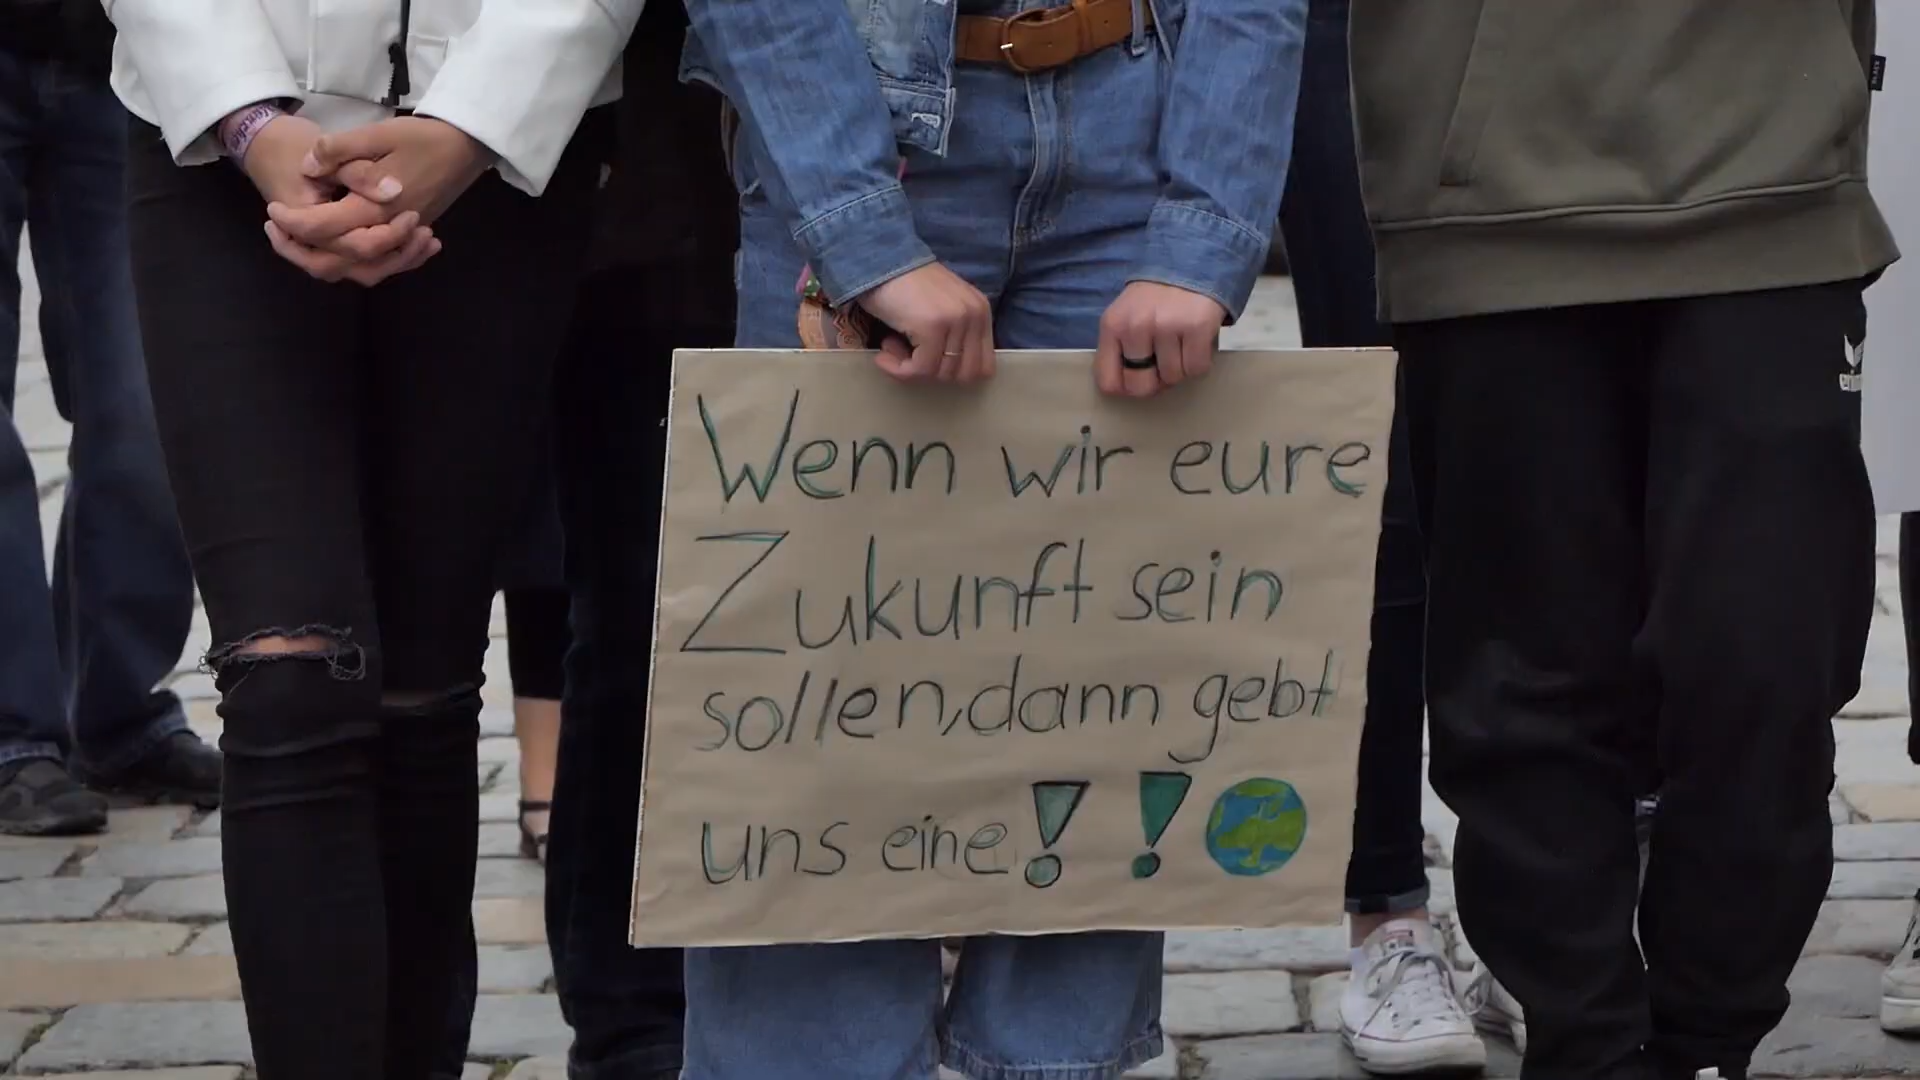 Wenn wir eure
Zukunft sein
sollen, dann gebt
uns eine!!